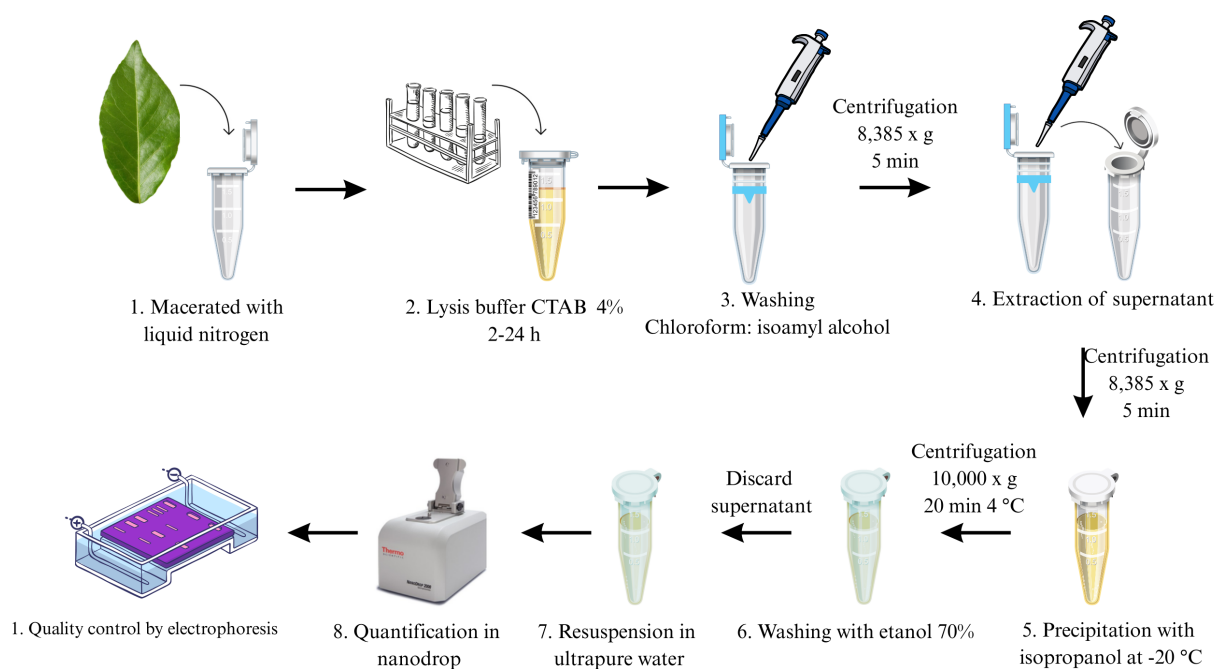 Centrifugation
8,385 x g
5 min
1. Macerated with
liquid nitrogen
123456789012
2. Lysis buffer CTAB 4%
2-24 h
3. Washing
Chloroform: isoamyl alcohol
4. Extraction of supernatant
Centrifugation
8,385 x g
5 min
Centrifugation
10,000 x g
20 min 4 °C
Discard
supernatant
Thermo
1. Quality control by electrophoresis
8. Quantification in
nanodrop
7. Resuspension in
ultrapure water
6. Washing with etanol 70%
5. Precipitation with
isopropanol at -20 °C